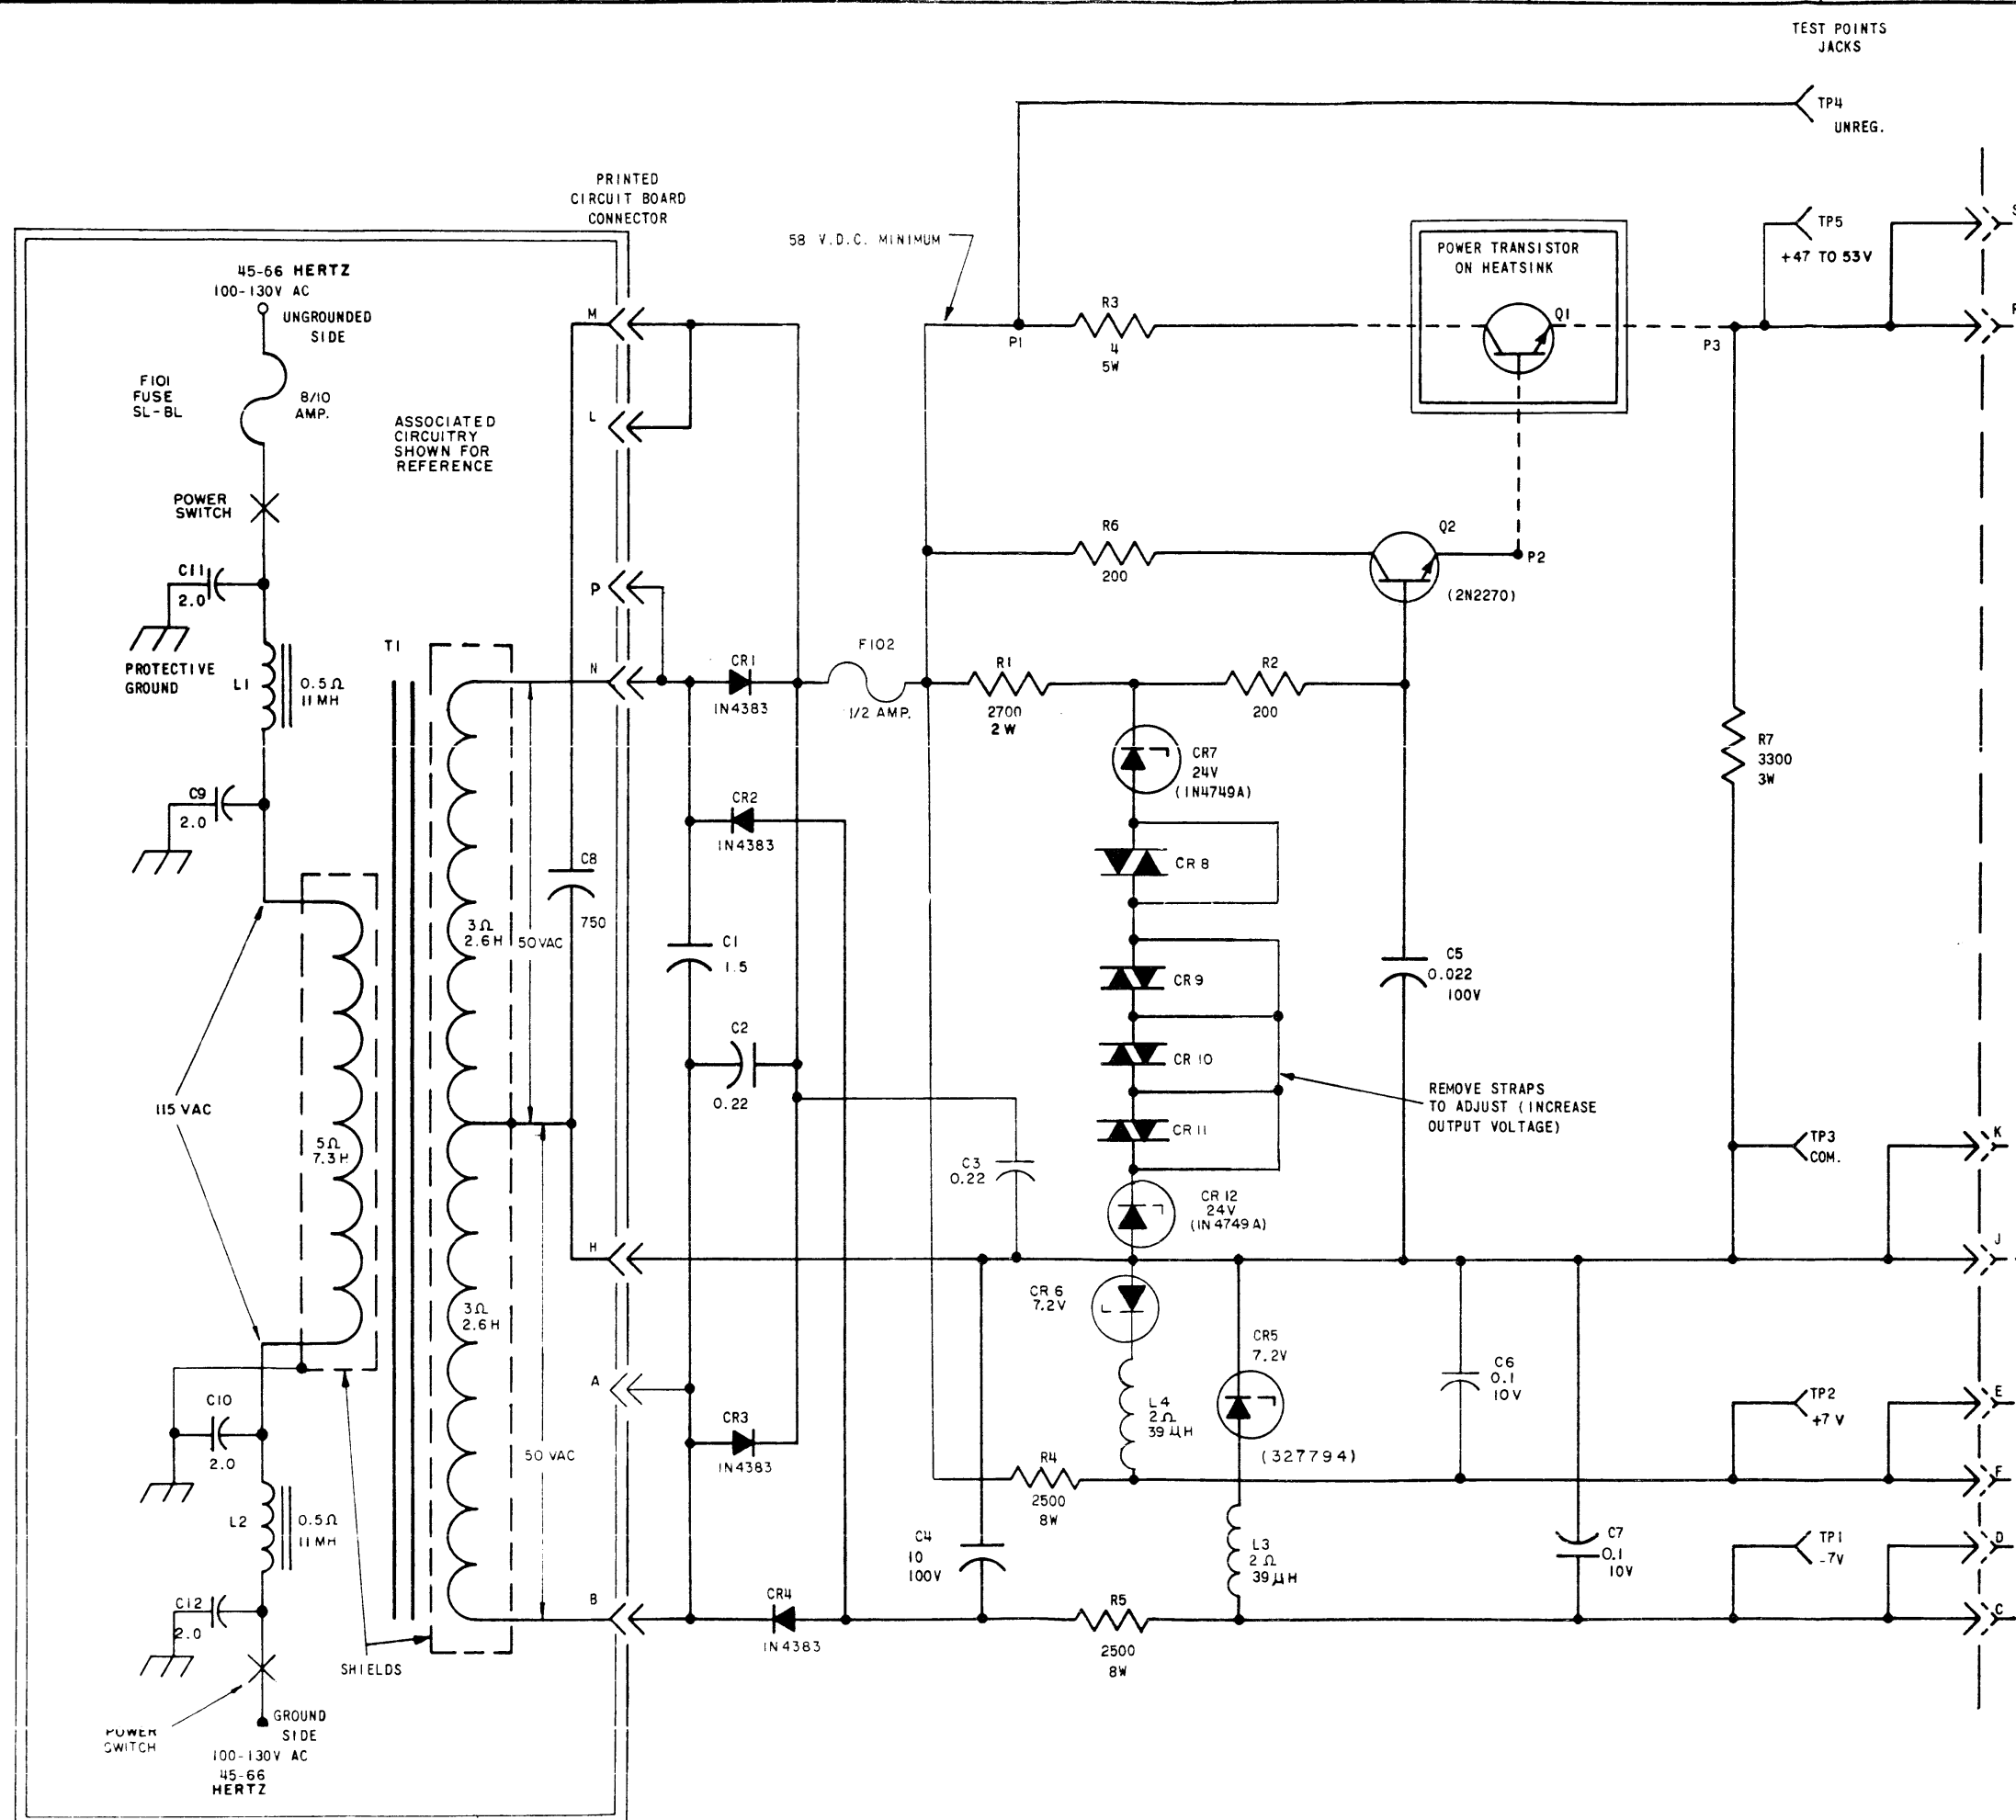 TEST POINTS
JACKS
TP4
UNREG.
PRINTED
CIRCUIT BOARD
CONNECTOR
58 V.D.C. MINIMUM
TP5
+47 TO 53V
POWER TRANSISTOR
ON HEATSINK
Q1
45-66 HERTZ
100-130V AC
UNGROUNDED
SIDE
M
R3
4
5W
P1
P3
F101
FUSE
SL-BL
8/10
AMP.
ASSOCIATED
CIRCUITRY
SHOWN FOR
REFERENCE
L
POWER
SWITCH
R6
200
Q2
P2
(2N2270)
C11
2.0
P
PROTECTIVE
GROUND
L1
0.5Ω
11MH
T1
N
CR1
1N4383
F102
1/2 AMP.
R1
2700
2W
R2
200
R7
3300
3W
CR7
24V
(1N4749A)
C9
2.0
CR2
1N4383
C8
750
CR 8
3Ω
2.6H
50VAC
C1
1.5
CR 9
C5
0.022
100V
C2
0.22
CR 10
115 VAC
REMOVE STRAPS
TO ADJUST (INCREASE
OUTPUT VOLTAGE)
5Ω
7.3H
CR 11
C3
0.22
TP3
COM.
K
CR 12
24V
(1N4749A)
H
J
CR 6
7.2V
3Ω
2.6H
CR5
7.2V
A
C6
0.1
10V
TP2
+7 V
E
C10
2.0
L4
2Ω
39μH
CR3
1N4383
50 VAC
(327794)
R4
2500
8W
F
L2
0.5Ω
11MH
C4
10
100V
L3
2Ω
39μH
C7
0.1
10V
TP1
-7V
D
C12
2.0
B
CR4
1N4383
R5
2500
8W
C
SHIELDS
POWER
SWITCH
GROUND
SIDE
100-130V AC
45-66
HERTZ